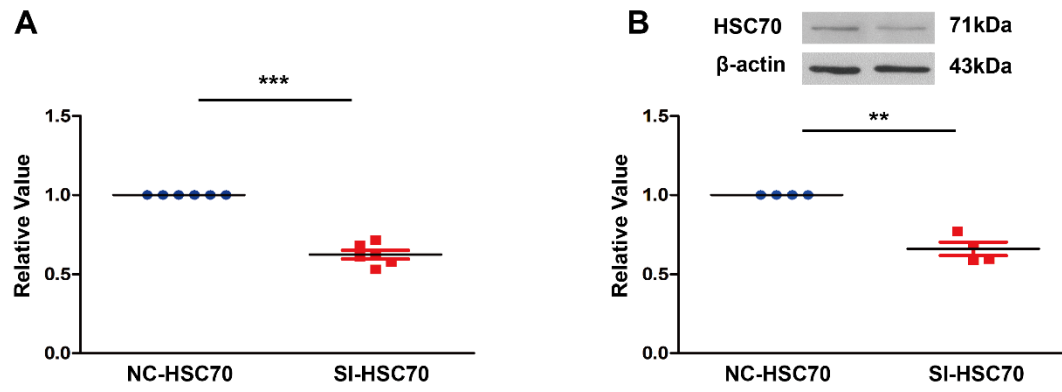 A
***
Relative Value
1.5
1.0
0.5
0.0
NC-HSC70 SI-HSC70
B
HSC70 71kDa
β-actin 43kDa
**
Relative Value
1.5
1.0
0.5
0.0
NC-HSC70 SI-HSC70